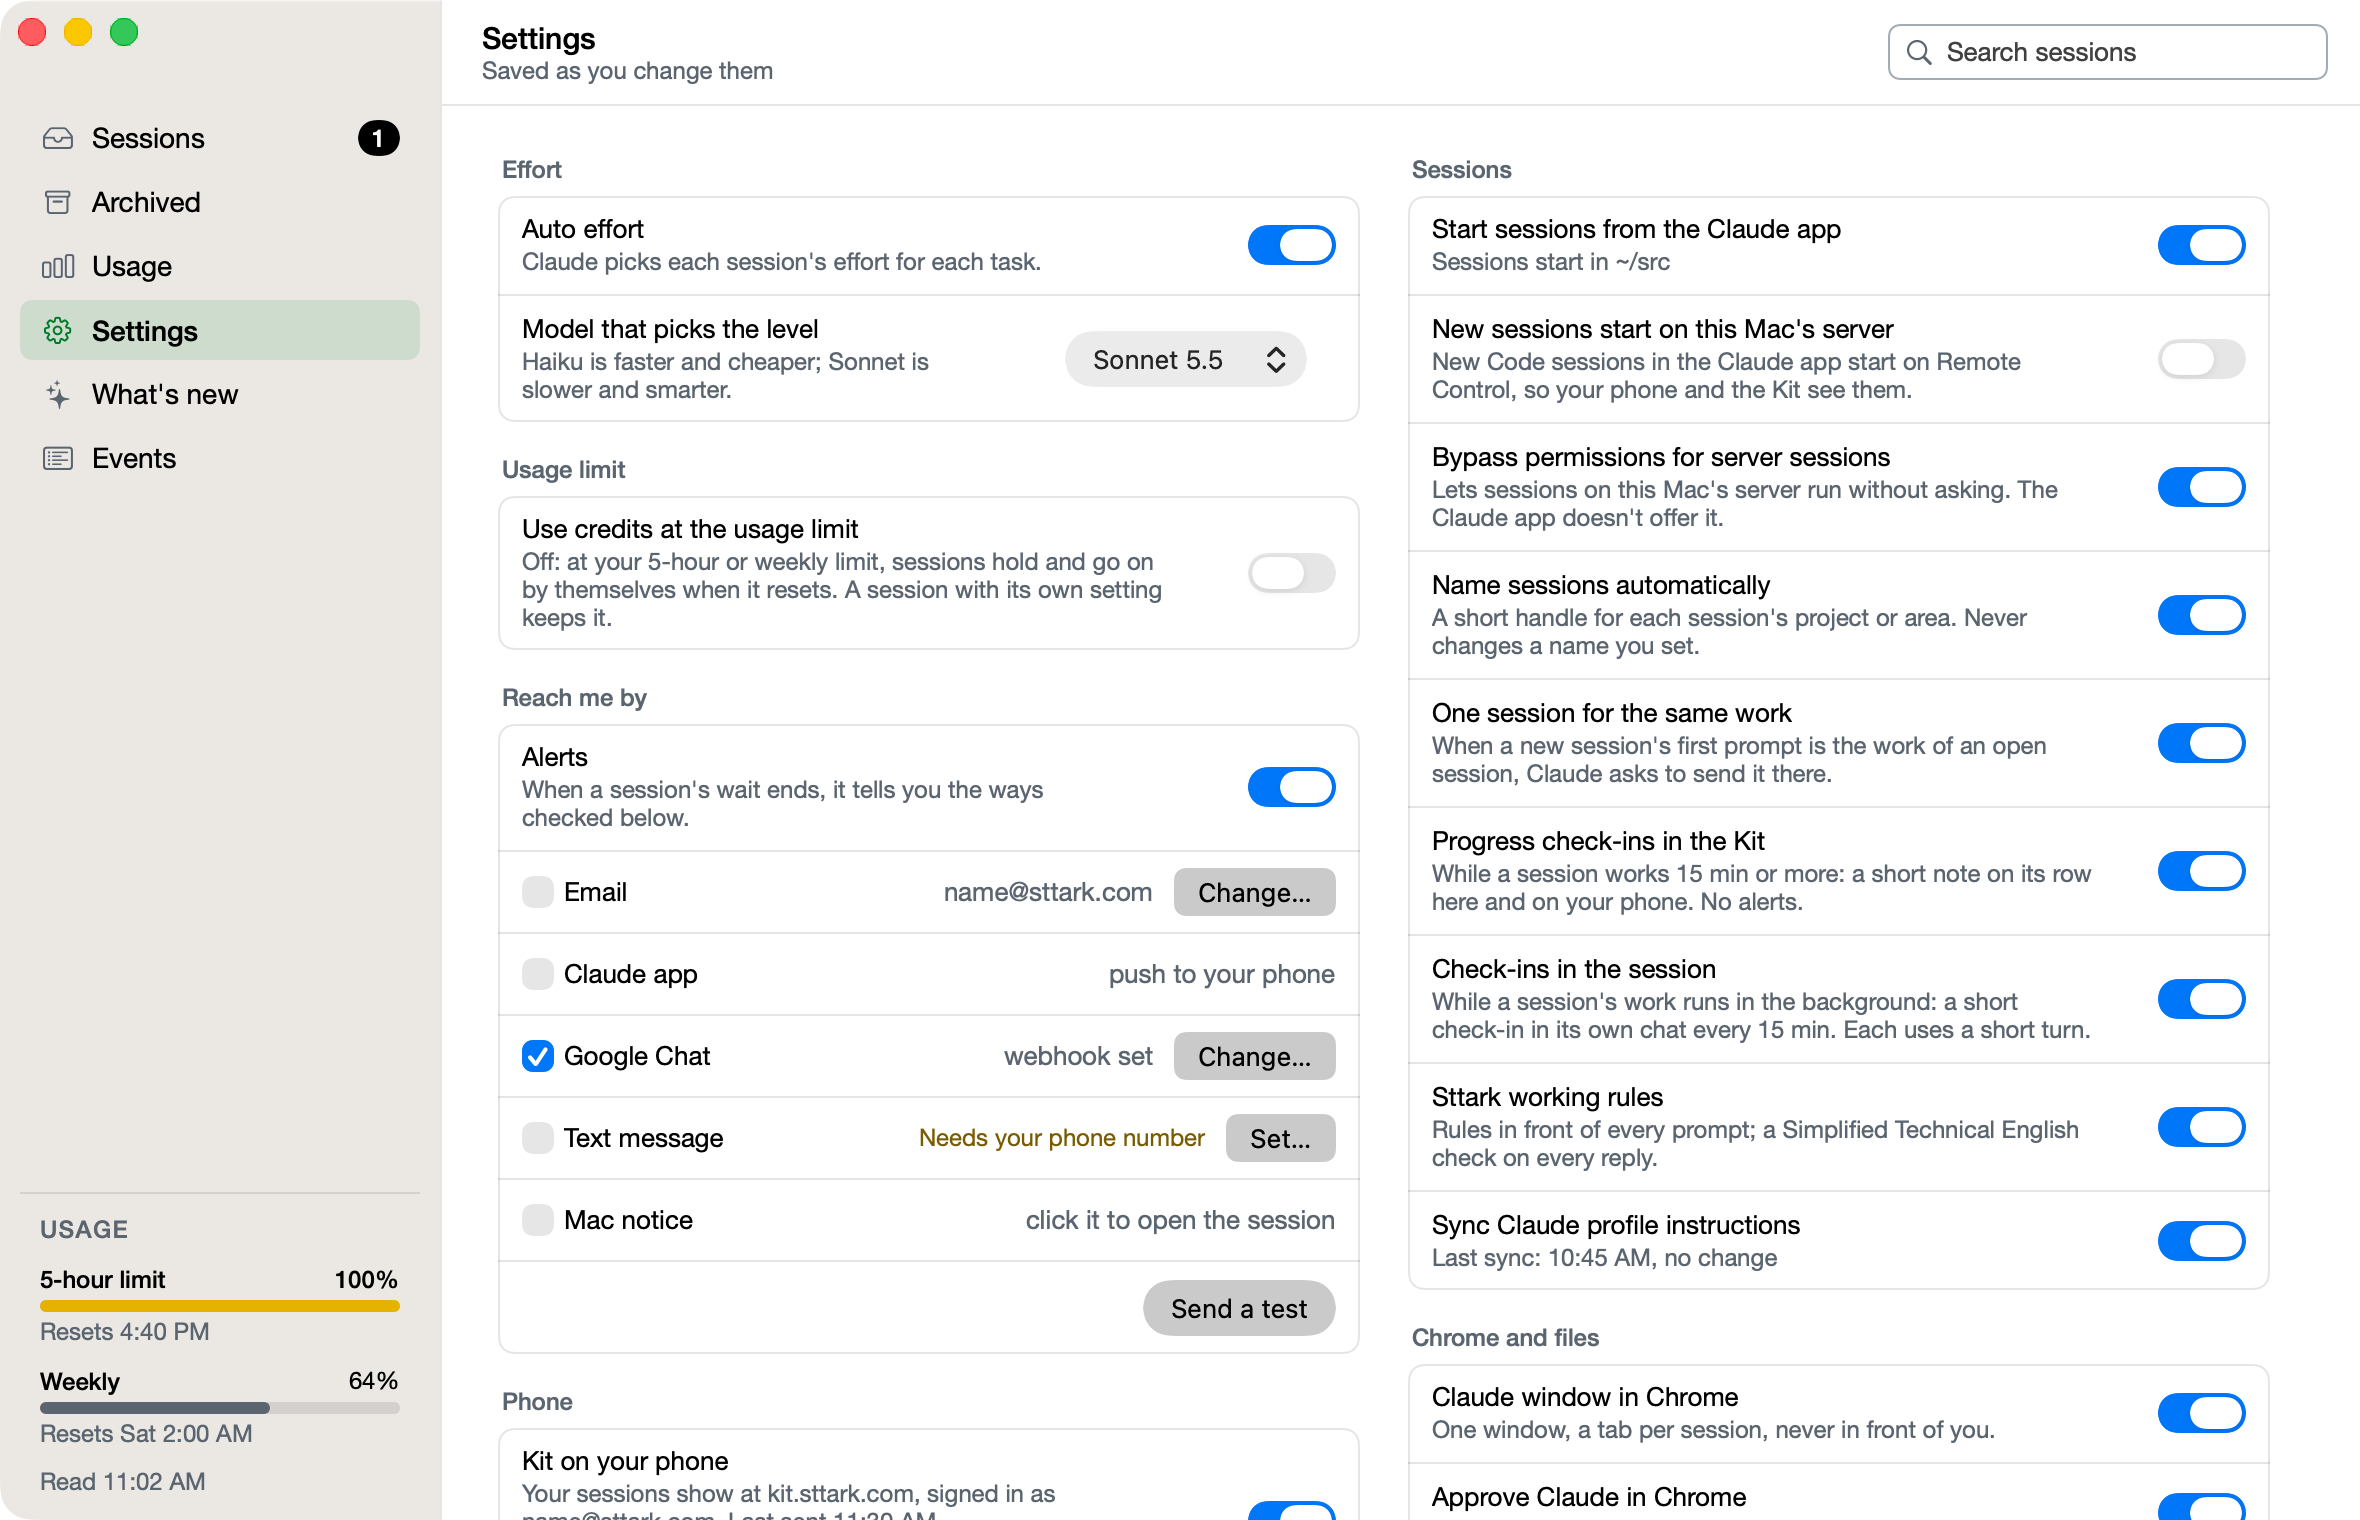 Settings
Saved as you change them
Search sessions
Sessions
1
Archived
Usage
Settings
What's new
Events
USAGE
5-hour limit
100%
Resets 4:40 PM
Weekly
64%
Resets Sat 2:00 AM
Read 11:02 AM
Effort
Auto effort
Claude picks each session's effort for each task.
Model that picks the level
Haiku is faster and cheaper; Sonnet is
slower and smarter.
Sonnet 5.5
Usage limit
Use credits at the usage limit
Off: at your 5-hour or weekly limit, sessions hold and go on
by themselves when it resets. A session with its own setting
keeps it.
Reach me by
Alerts
When a session's wait ends, it tells you the ways
checked below.
Email
name@sttark.com
Change...
Claude app
push to your phone
Google Chat
webhook set
Change...
Text message
Needs your phone number
Set...
Mac notice
click it to open the session
Send a test
Phone
Kit on your phone
Your sessions show at kit.sttark.com, signed in as
name@sttark.com. Last sent 11:20 AM
Sessions
Start sessions from the Claude app
Sessions start in ~/src
New sessions start on this Mac's server
New Code sessions in the Claude app start on Remote
Control, so your phone and the Kit see them.
Bypass permissions for server sessions
Lets sessions on this Mac's server run without asking. The
Claude app doesn't offer it.
Name sessions automatically
A short handle for each session's project or area. Never
changes a name you set.
One session for the same work
When a new session's first prompt is the work of an open
session, Claude asks to send it there.
Progress check-ins in the Kit
While a session works 15 min or more: a short note on its row
here and on your phone. No alerts.
Check-ins in the session
While a session's work runs in the background: a short
check-in in its own chat every 15 min. Each uses a short turn.
Sttark working rules
Rules in front of every prompt; a Simplified Technical English
check on every reply.
Sync Claude profile instructions
Last sync: 10:45 AM, no change
Chrome and files
Claude window in Chrome
One window, a tab per session, never in front of you.
Approve Claude in Chrome